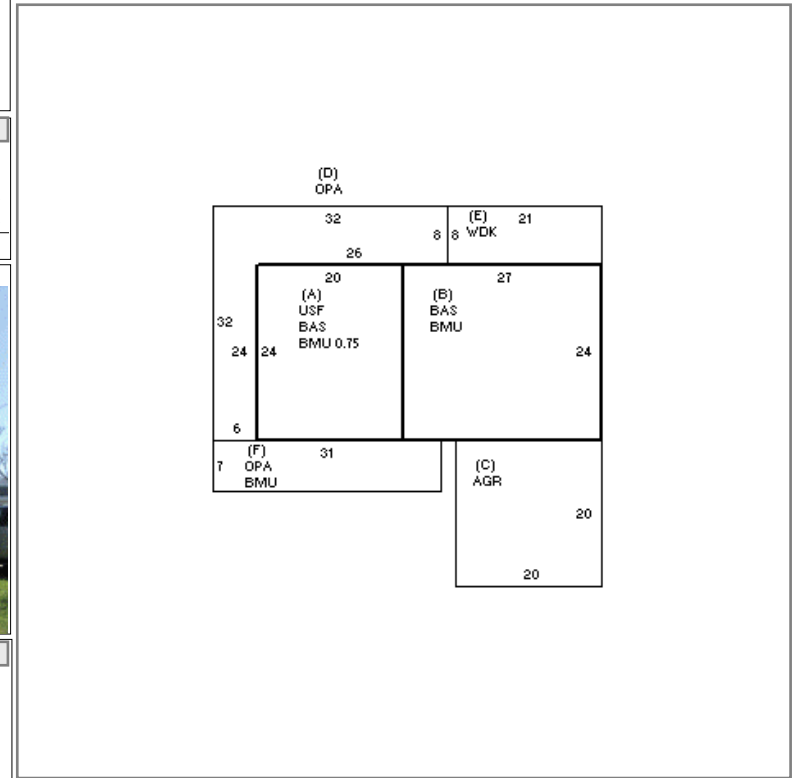 (D)
OPA
32
8
8
(E)
WDK
21
26
20
27
(A)
USF
BAS
BMU 0.75
(B)
BAS
BMU
32
24
24
24
6
(F)
OPA
BMU
7
31
(C)
AGR
20
20